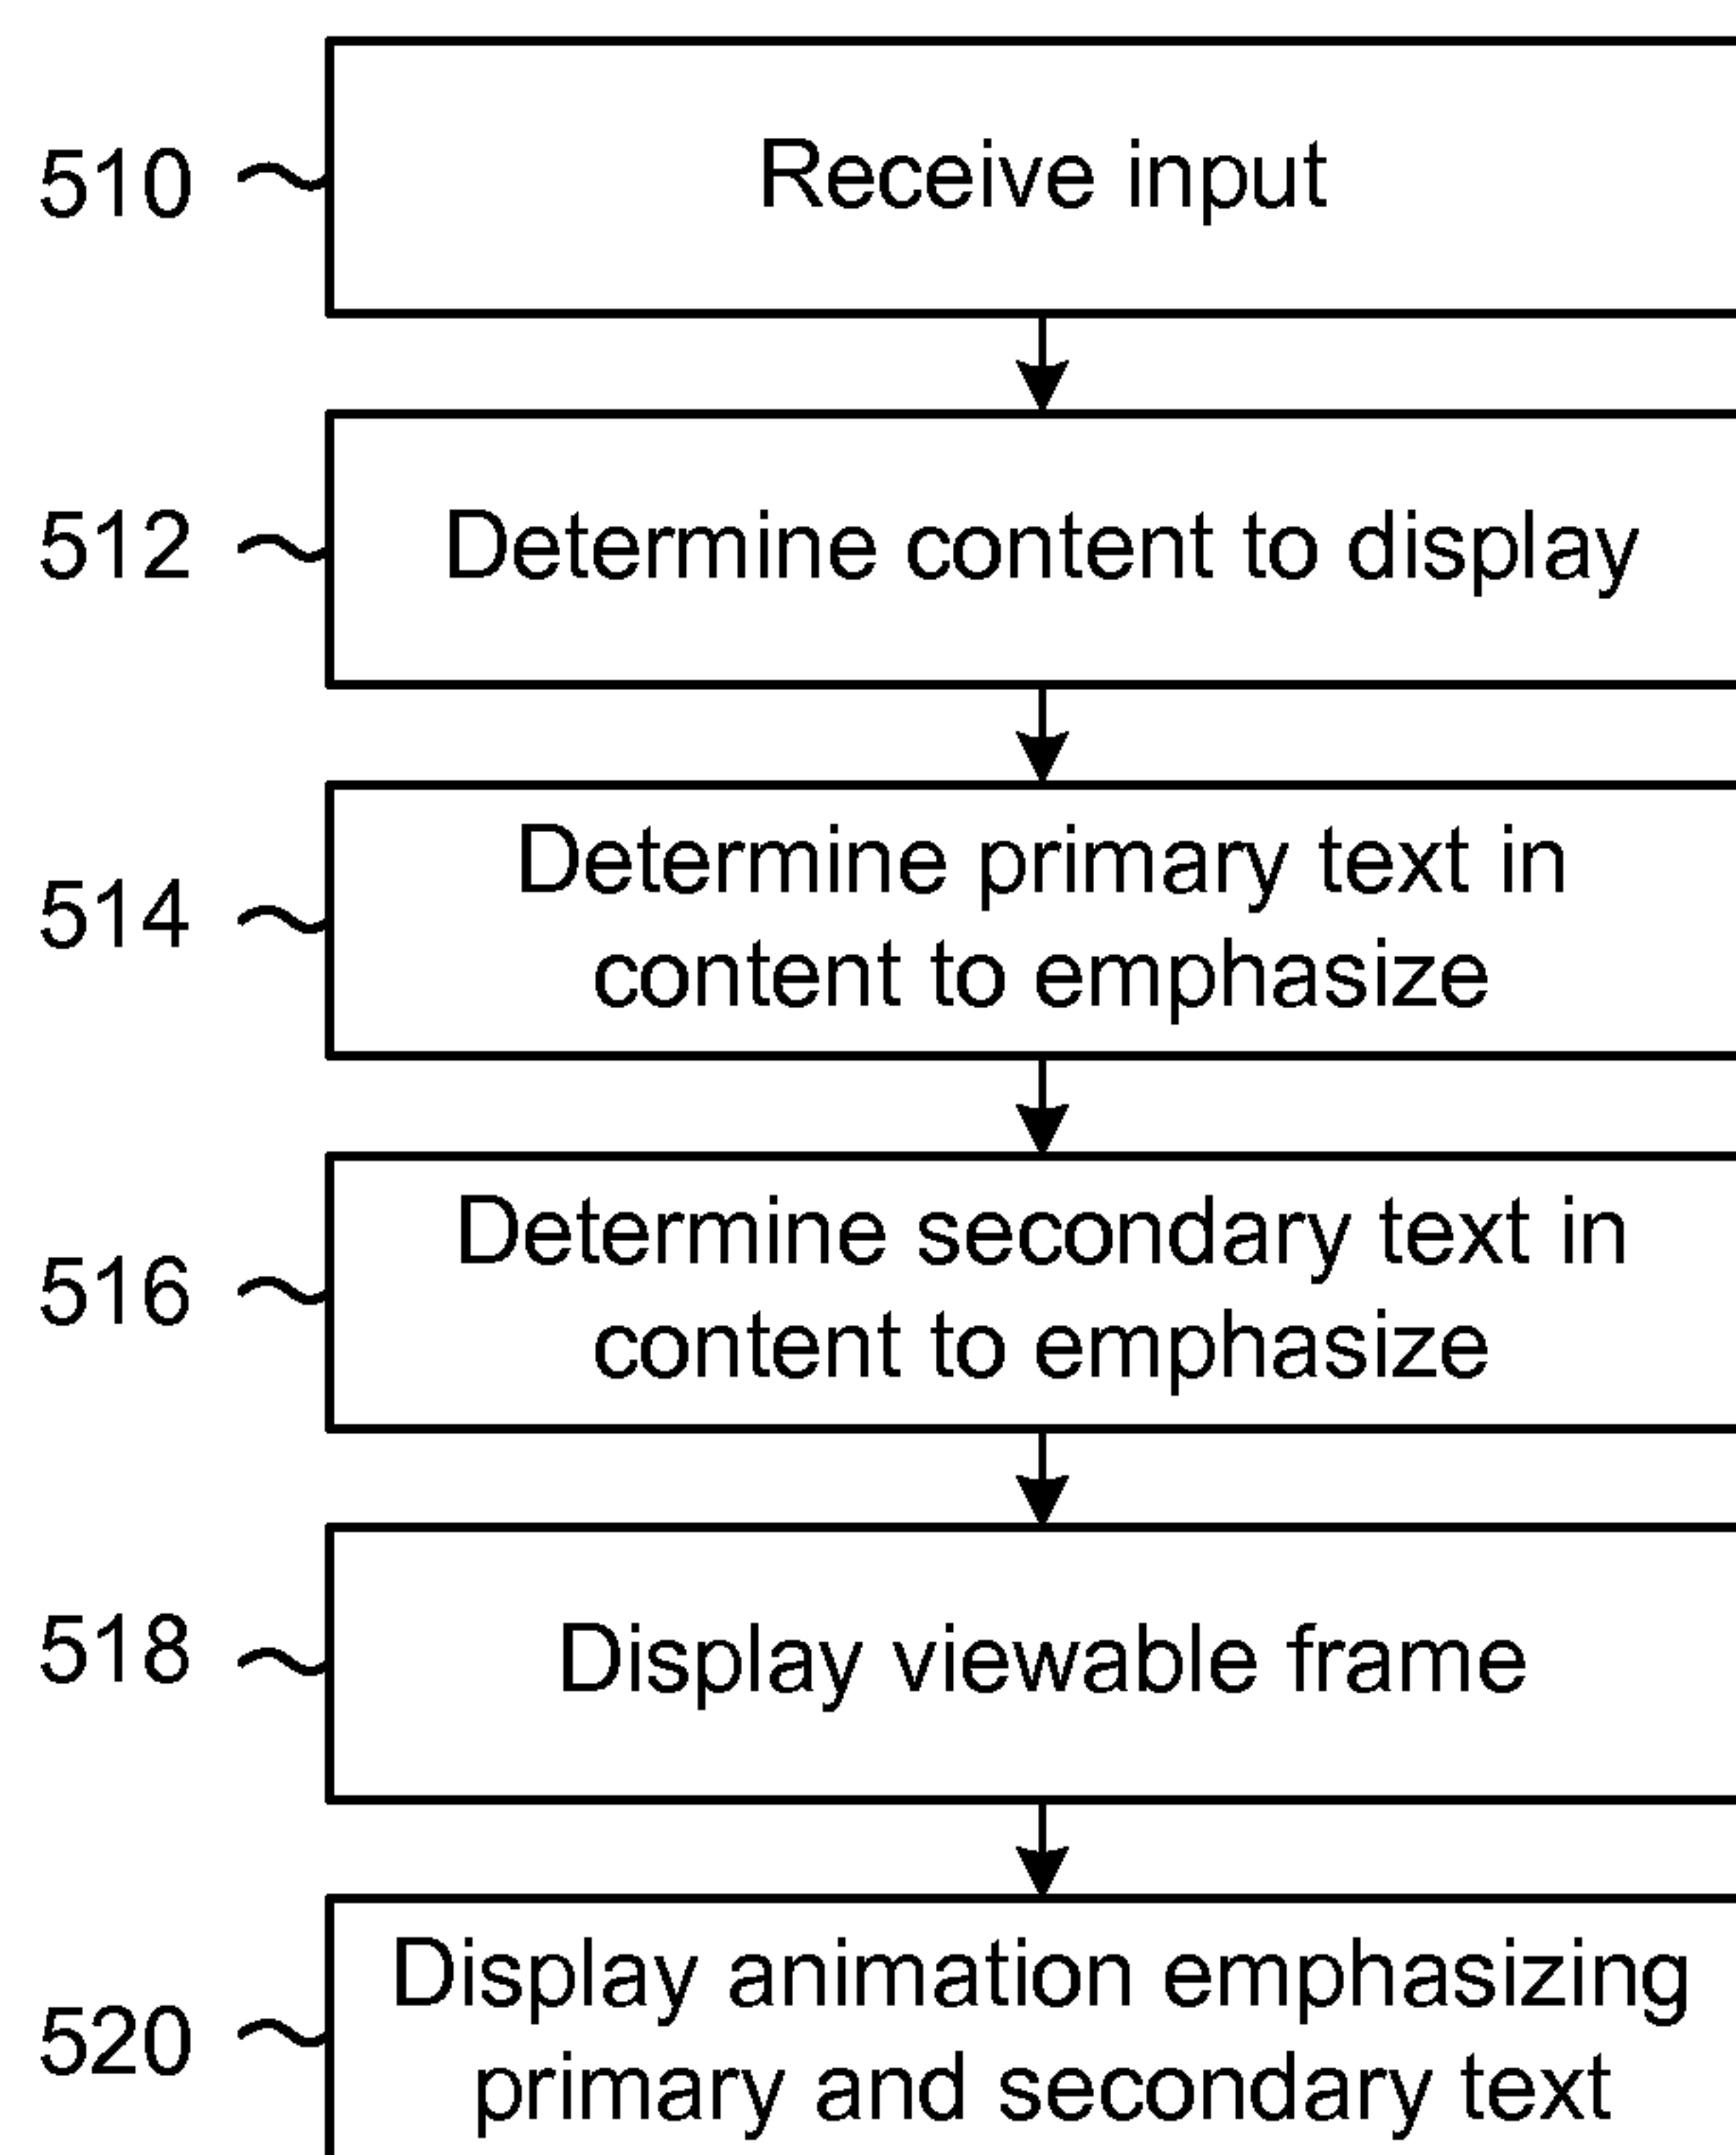 510
Receive input
512
Determine content to display
514
Determine primary text in
content to emphasize
516
Determine secondary text in
content to emphasize
518
Display viewable frame
520
Display animation emphasizing
primary and secondary text